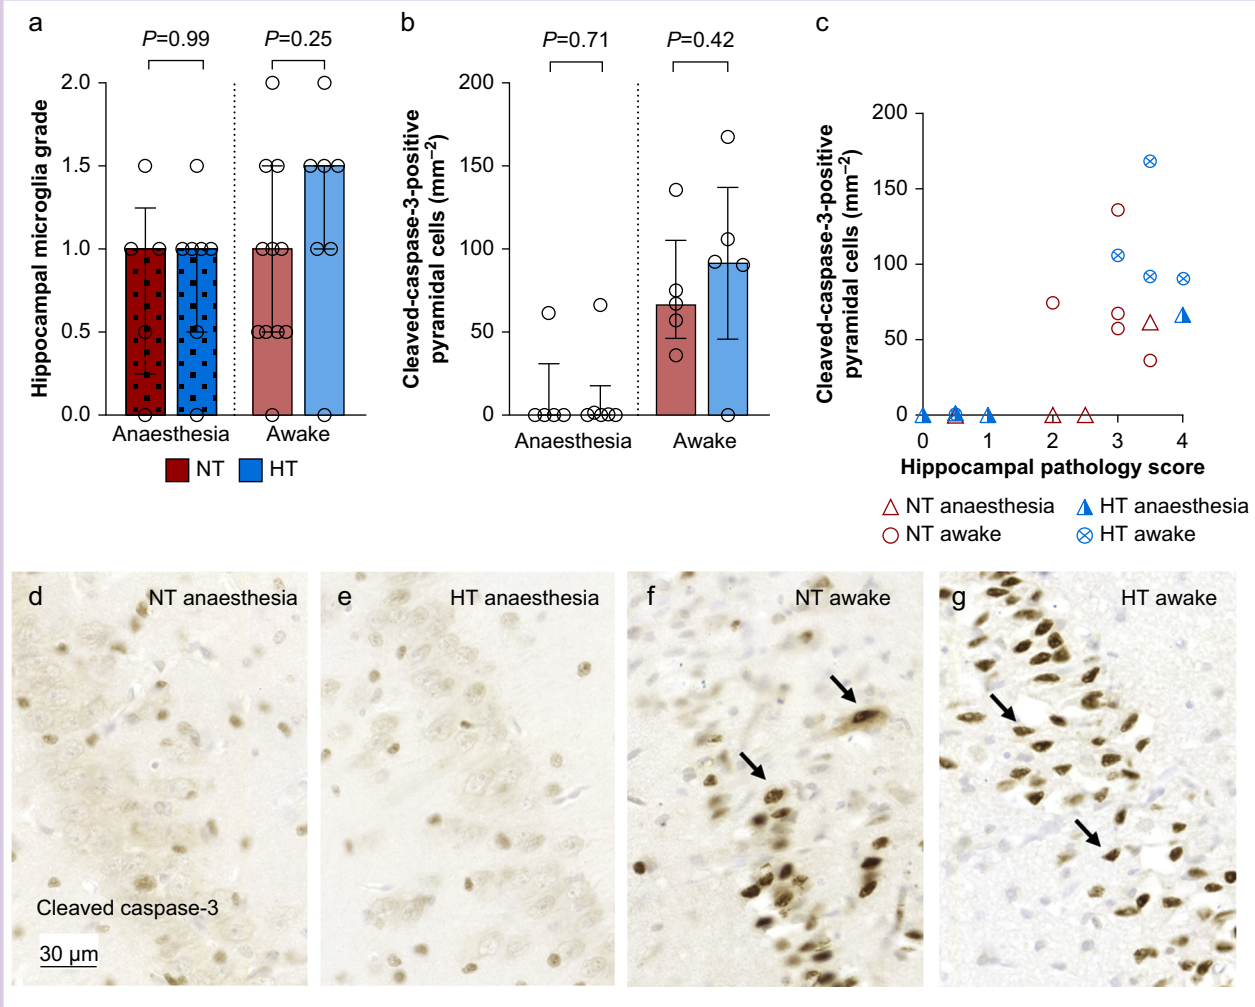 a
P=0.99
P=0.25
Hippocampal microglia grade
2.0
1.5
1.0
0.5
0.0
Anaesthesia
Awake
NT
HT
b
P=0.71
P=0.42
Cleaved-caspase-3-positive
pyramidal cells (mm⁻²)
200
150
100
50
0
Anaesthesia
Awake
c
Cleaved-caspase-3-positive
pyramidal cells (mm⁻²)
200
150
100
50
0
0 1 2 3 4
Hippocampal pathology score
NT anaesthesia
HT anaesthesia
NT awake
HT awake
d
NT anaesthesia
Cleaved caspase-3
30 µm
e
HT anaesthesia
f
NT awake
g
HT awake